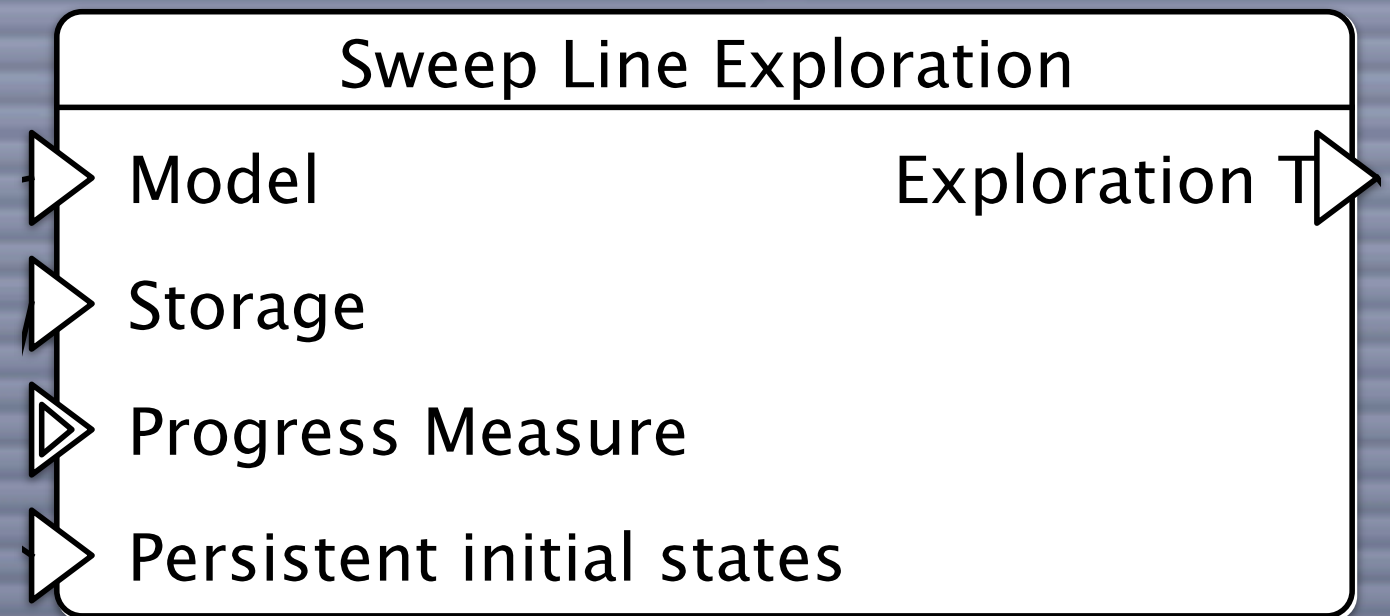 Sweep Line Exploration
Model
Exploration T
Storage
Progress Measure
Persistent initial states